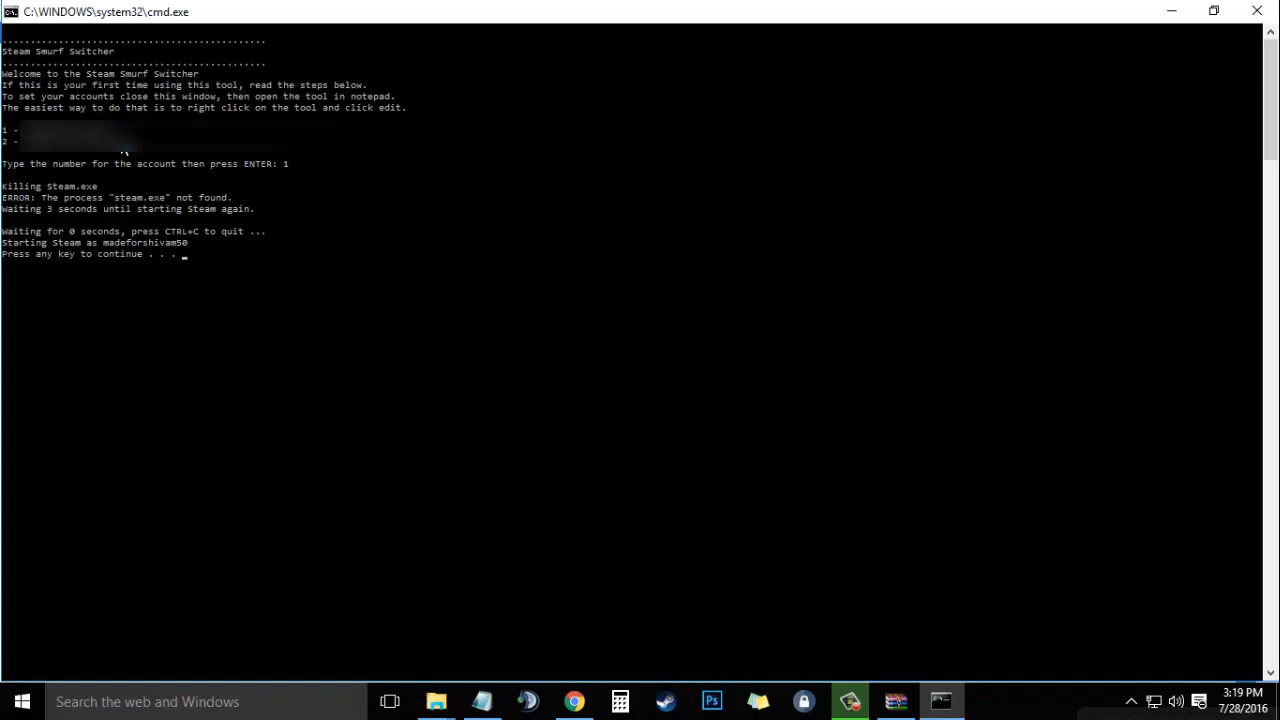 C:\WINDOWS\system32\cmd.exe
...............................................
Steam Smurf Switcher
...............................................
Welcome to the Steam Smurf Switcher
If this is your first time using this tool, read the steps below.
To set your accounts close this window, then open the tool in notepad.
The easiest way to do that is to right click on the tool and click edit.
1 -
2 -
Type the number for the account then press ENTER: 1
Killing Steam.exe
ERROR: The process "steam.exe" not found.
Waiting 3 seconds until starting Steam again.
Waiting for 0 seconds, press CTRL+C to quit ...
Starting Steam as madeforshivam50
Press any key to continue . . . _
Search the web and Windows
Ps
3:19 PM
7/28/2016